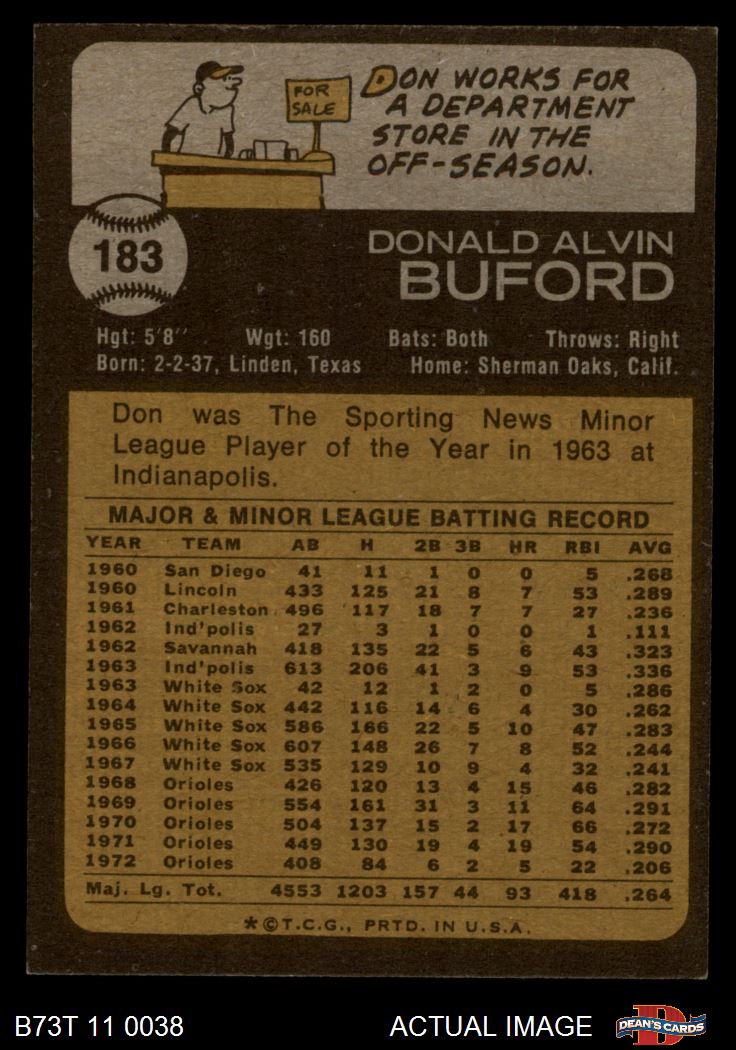 FOR
SALE
DON WORKS FOR
A DEPARTMENT
STORE IN THE
OFF-SEASON.
183
DONALD ALVIN
BUFORD
Hgt: 5'8" Wgt: 160 Bats: Both Throws: Right
Born: 2-2-37, Linden, Texas Home: Sherman Oaks, Calif.
Don was The Sporting News Minor
League Player of the Year in 1963 at
Indianapolis.
MAJOR & MINOR LEAGUE BATTING RECORD
YEAR TEAM AB H 2B 3B HR RBI AVG
1960 San Diego 41 11 1 0 0 5 .268
1960 Lincoln 433 125 21 8 7 53 .289
1961 Charleston 496 117 18 7 7 27 .236
1962 Ind'polis 27 3 1 0 0 1 .111
1962 Savannah 418 135 22 5 6 43 .323
1963 Ind'polis 613 206 41 3 9 53 .336
1963 White Sox 42 12 1 2 0 5 .286
1964 White Sox 442 116 14 6 4 30 .262
1965 White Sox 586 166 22 5 10 47 .283
1966 White Sox 607 148 26 7 8 52 .244
1967 White Sox 535 129 10 9 4 32 .241
1968 Orioles 426 120 13 4 15 46 .282
1969 Orioles 554 161 31 3 11 64 .291
1970 Orioles 504 137 15 2 17 66 .272
1971 Orioles 449 130 19 4 19 54 .290
1972 Orioles 408 84 6 2 5 22 .206
Maj. Lg. Tot. 4553 1203 157 44 93 418 .264
*©T.C.G., PRTD. IN U.S.A.
B73T 11 0038 ACTUAL IMAGE D DEAN'S CARDS